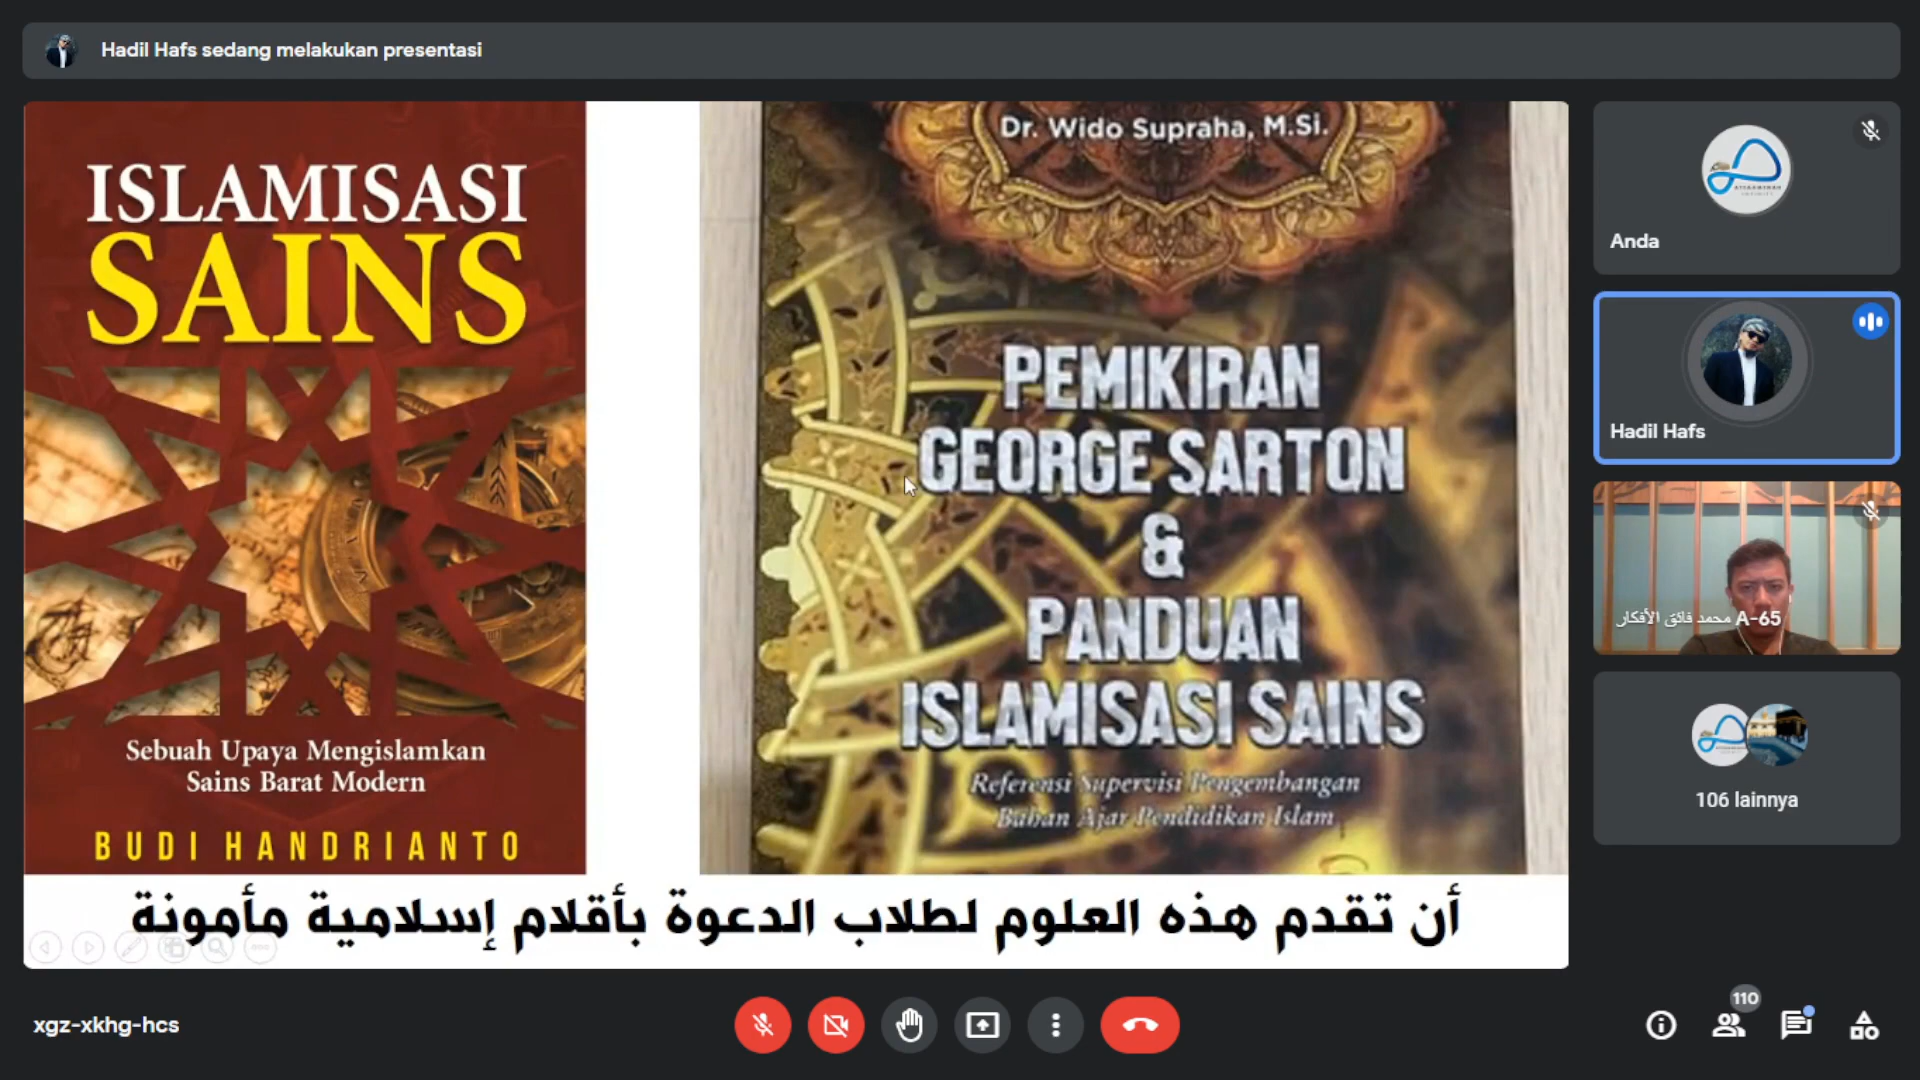 Hadil Hafs sedang melakukan presentasi
ISLAMISASI
SAINS
Sebuah Upaya Mengislamkan
Sains Barat Modern
BUDI HANDRIANTO
Dr. Wido Supraha, M.Si.
PEMIKIRAN
GEORGE SARTON
&
PANDUAN
ISLAMISASI SAINS
Referensi Supervisi Pengembangan
Bahan Ajar Pendidikan Islam
أن تقدم هذه العلوم لطلاب الدعوة بأقلام إسلامية مأمونة
Anda
Hadil Hafs
A-65 محمد فائق الأفكار
106 lainnya
xgz-xkhg-hcs
110